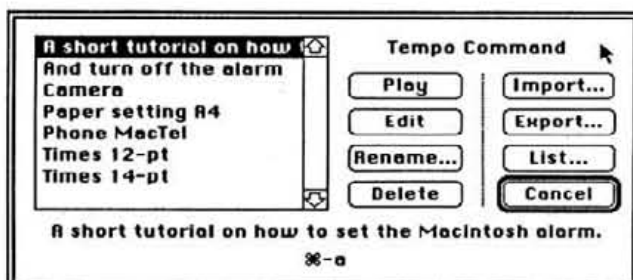 A short tutorial on how t
And turn off the alarm
Camera
Paper setting A4
Phone MacTel
Times 12-pt
Times 14-pt
Tempo Command
Play
Import...
Edit
Export...
Rename...
List...
Delete
Cancel
A short tutorial on how to set the Macintosh alarm.
⌘-a